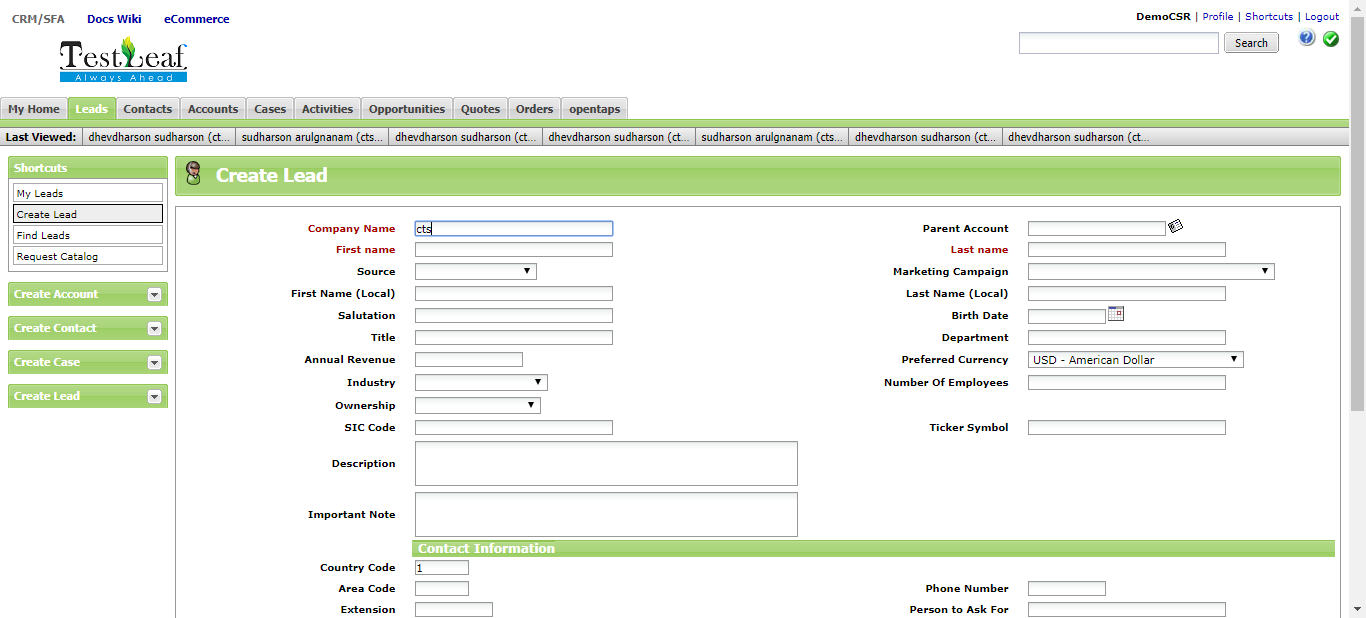 CRM/SFA Docs Wiki eCommerce
DemoCSR | Profile | Shortcuts | Logout
TestLeaf
Always Ahead
Search
My Home Leads Contacts Accounts Cases Activities Opportunities Quotes Orders opentaps
Last Viewed: dhevdharson sudharson (ct... sudharson arulgnanam (cts... dhevdharson sudharson (ct... dhevdharson sudharson (ct... sudharson arulgnanam (cts... dhevdharson sudharson (ct... dhevdharson sudharson (ct...
Shortcuts
My Leads
Create Lead
Find Leads
Request Catalog
Create Account
Create Contact
Create Case
Create Lead
Create Lead
Company Name cts Parent Account
First name Last name
Source Marketing Campaign
First Name (Local) Last Name (Local)
Salutation Birth Date
Title Department
Annual Revenue Preferred Currency USD - American Dollar
Industry Number Of Employees
Ownership
SIC Code Ticker Symbol
Description
Important Note
Contact Information
Country Code 1
Area Code Phone Number
Extension Person to Ask For